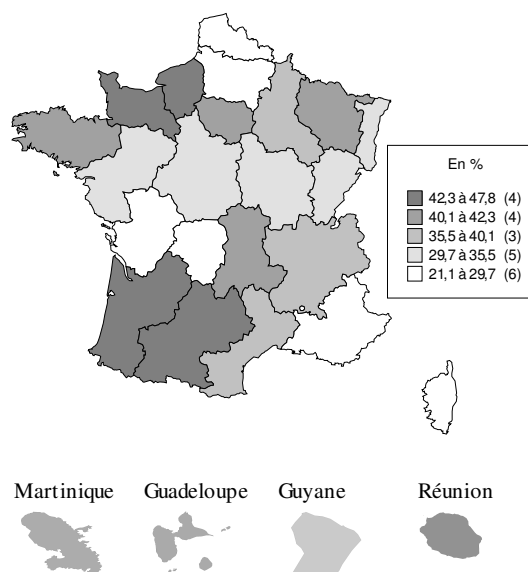 En %
42,3 à 47,8 (4)
40,1 à 42,3 (4)
35,5 à 40,1 (3)
29,7 à 35,5 (5)
21,1 à 29,7 (6)
Martinique Guadeloupe Guyane Réunion